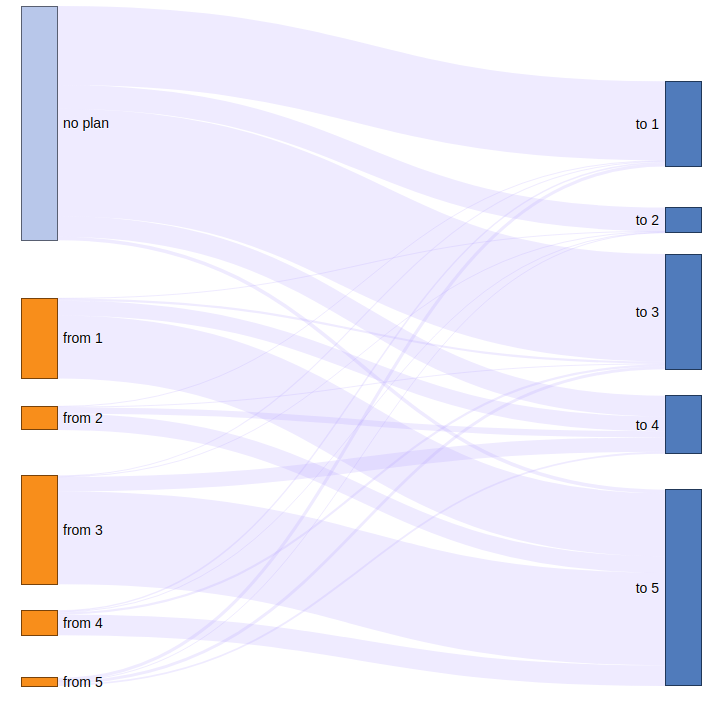 no plan
from 1
from 2
from 3
from 4
from 5
to 1
to 2
to 3
to 4
to 5